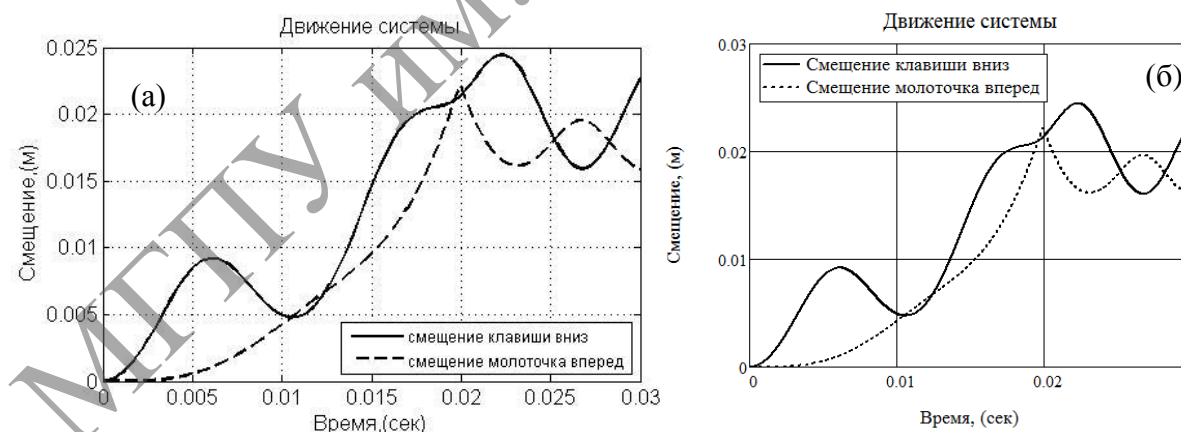 МГПУ им.
Движение системы
(а)
0.025
0.02
0.015
0.01
0.005
0
0 0.005 0.01 0.015 0.02 0.025 0.03
Смещение,(м)
Время,(сек)
смещение клавиши вниз
смещение молоточка вперед
Движение системы
(б)
0.03
0.02
0.01
0
0 0.01 0.02
Смещение, (м)
Время, (сек)
Смещение клавиши вниз
Смещение молоточка вперед